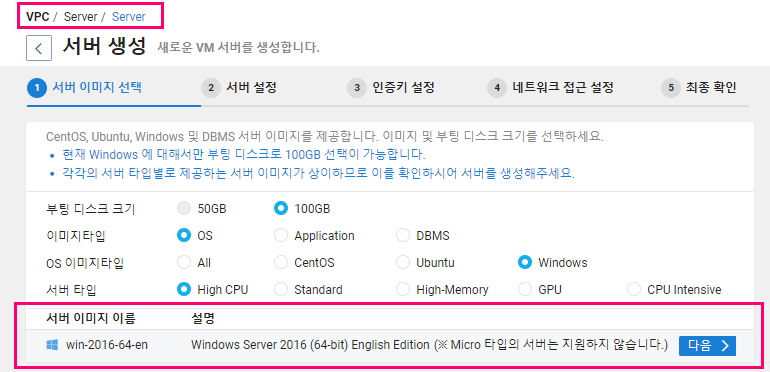 VPC / Server / Server
< 서버 생성 새로운 VM 서버를 생성합니다.
1 서버 이미지 선택 2 서버 설정 3 인증키 설정 4 네트워크 접근 설정 5 최종 확인
CentOS, Ubuntu, Windows 및 DBMS 서버 이미지를 제공합니다. 이미지 및 부팅 디스크 크기를 선택하세요.
• 현재 Windows 에 대해서만 부팅 디스크로 100GB 선택이 가능합니다.
• 각각의 서버 타입별로 제공하는 서버 이미지가 상이하므로 이를 확인하시어 서버를 생성해주세요.
부팅 디스크 크기 50GB 100GB
이미지타입 OS Application DBMS
OS 이미지타입 All CentOS Ubuntu Windows
서버 타입 High CPU Standard High-Memory GPU CPU Intensive
서버 이미지 이름 설명
win-2016-64-en Windows Server 2016 (64-bit) English Edition (※ Micro 타입의 서버는 지원하지 않습니다.) 다음 >